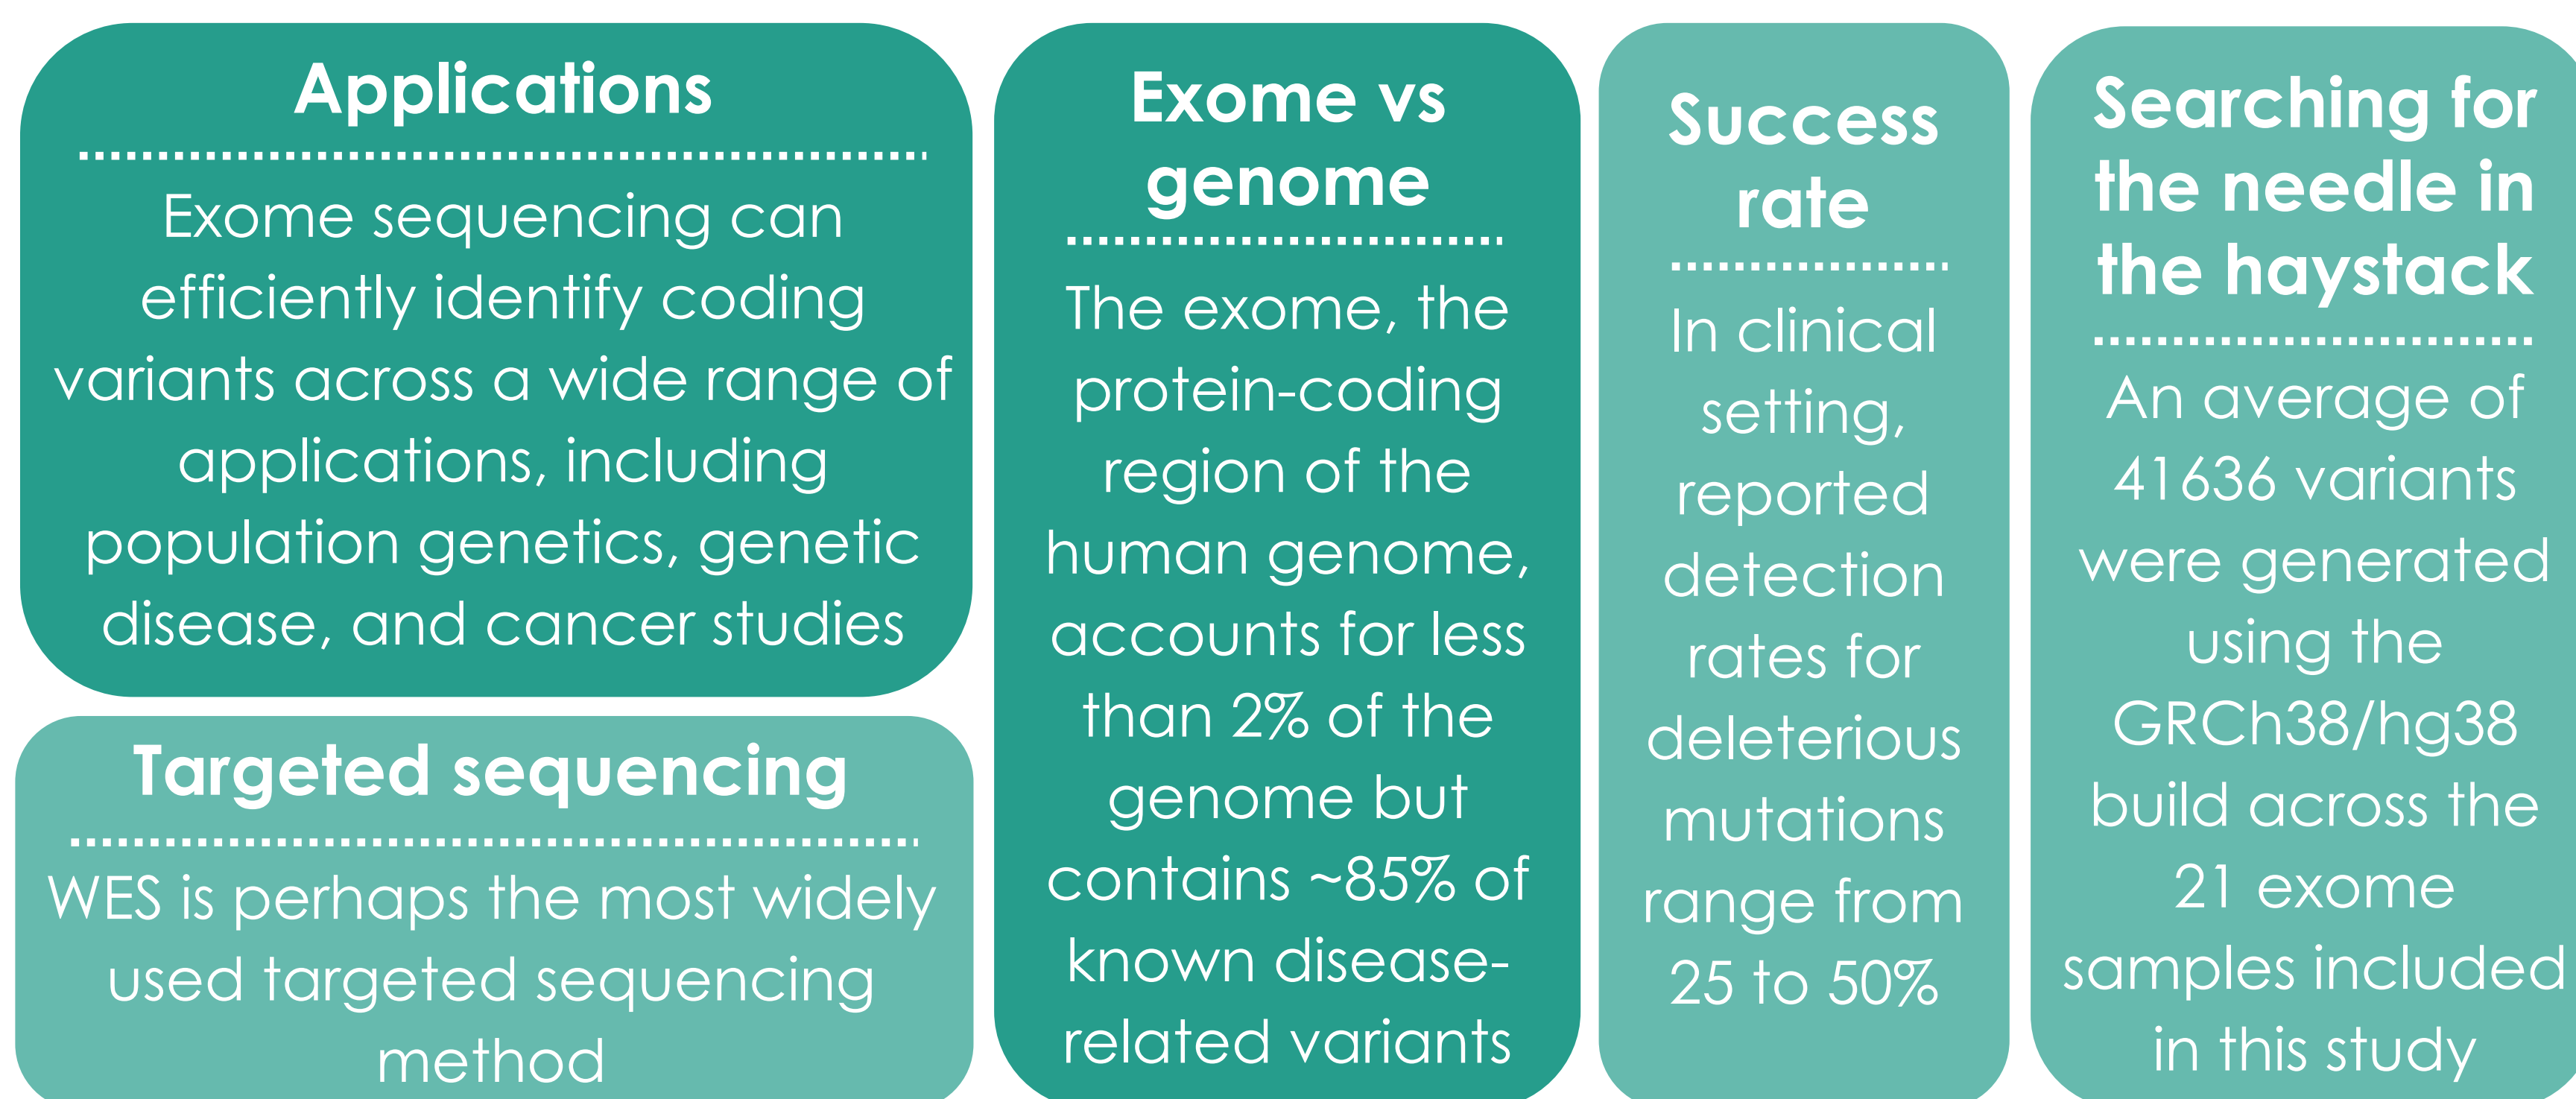 Applications
Exome sequencing can
efficiently identify coding
variants across a wide range of
applications, including
population genetics, genetic
disease, and cancer studies
Targeted sequencing
WES is perhaps the most widely
used targeted sequencing
method
Exome vs
genome
The exome, the
protein-coding
region of the
human genome,
accounts for less
than 2% of the
genome but
contains ~85% of
known disease-
related variants
Success
rate
In clinical
setting,
reported
detection
rates for
deleterious
mutations
range from
25 to 50%
Searching for
the needle in
the haystack
An average of
41636 variants
were generated
using the
GRCh38/hg38
build across the
21 exome
samples included
in this study